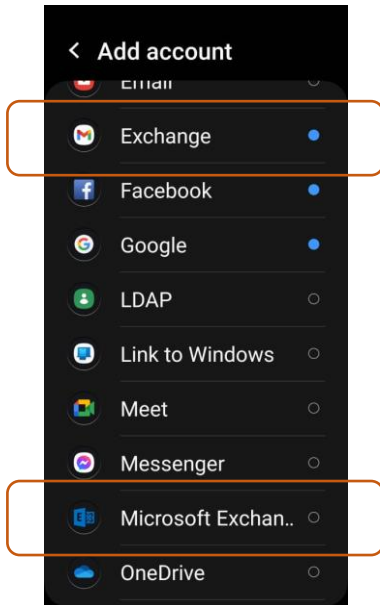 Add account
Email
Exchange
Facebook
Google
LDAP
Link to Windows
Meet
Messenger
Microsoft Exchan..
OneDrive